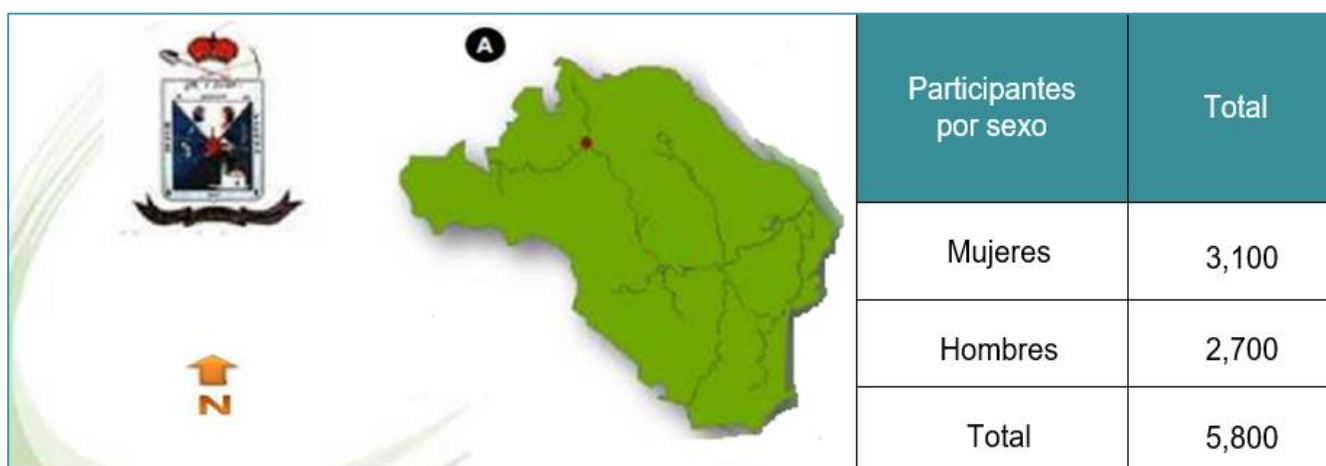 A
N
Participantes
por sexo
Total
Mujeres
3,100
Hombres
2,700
Total
5,800